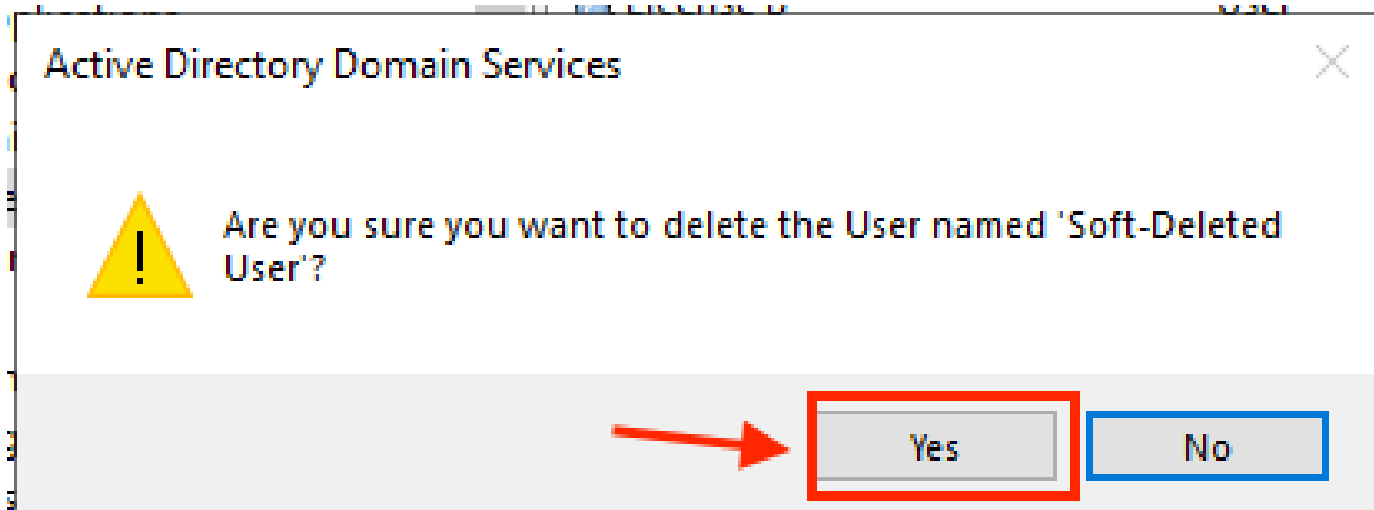 Active Directory Domain Services
Are you sure you want to delete the User named 'Soft-Deleted
User'?
Yes
No